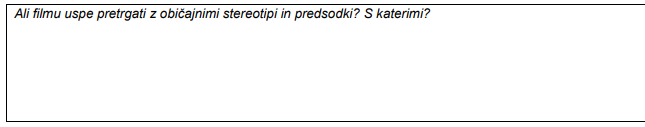 Ali filmu uspe pretrgati z običajnimi stereotipi in predsodki? S katerimi?